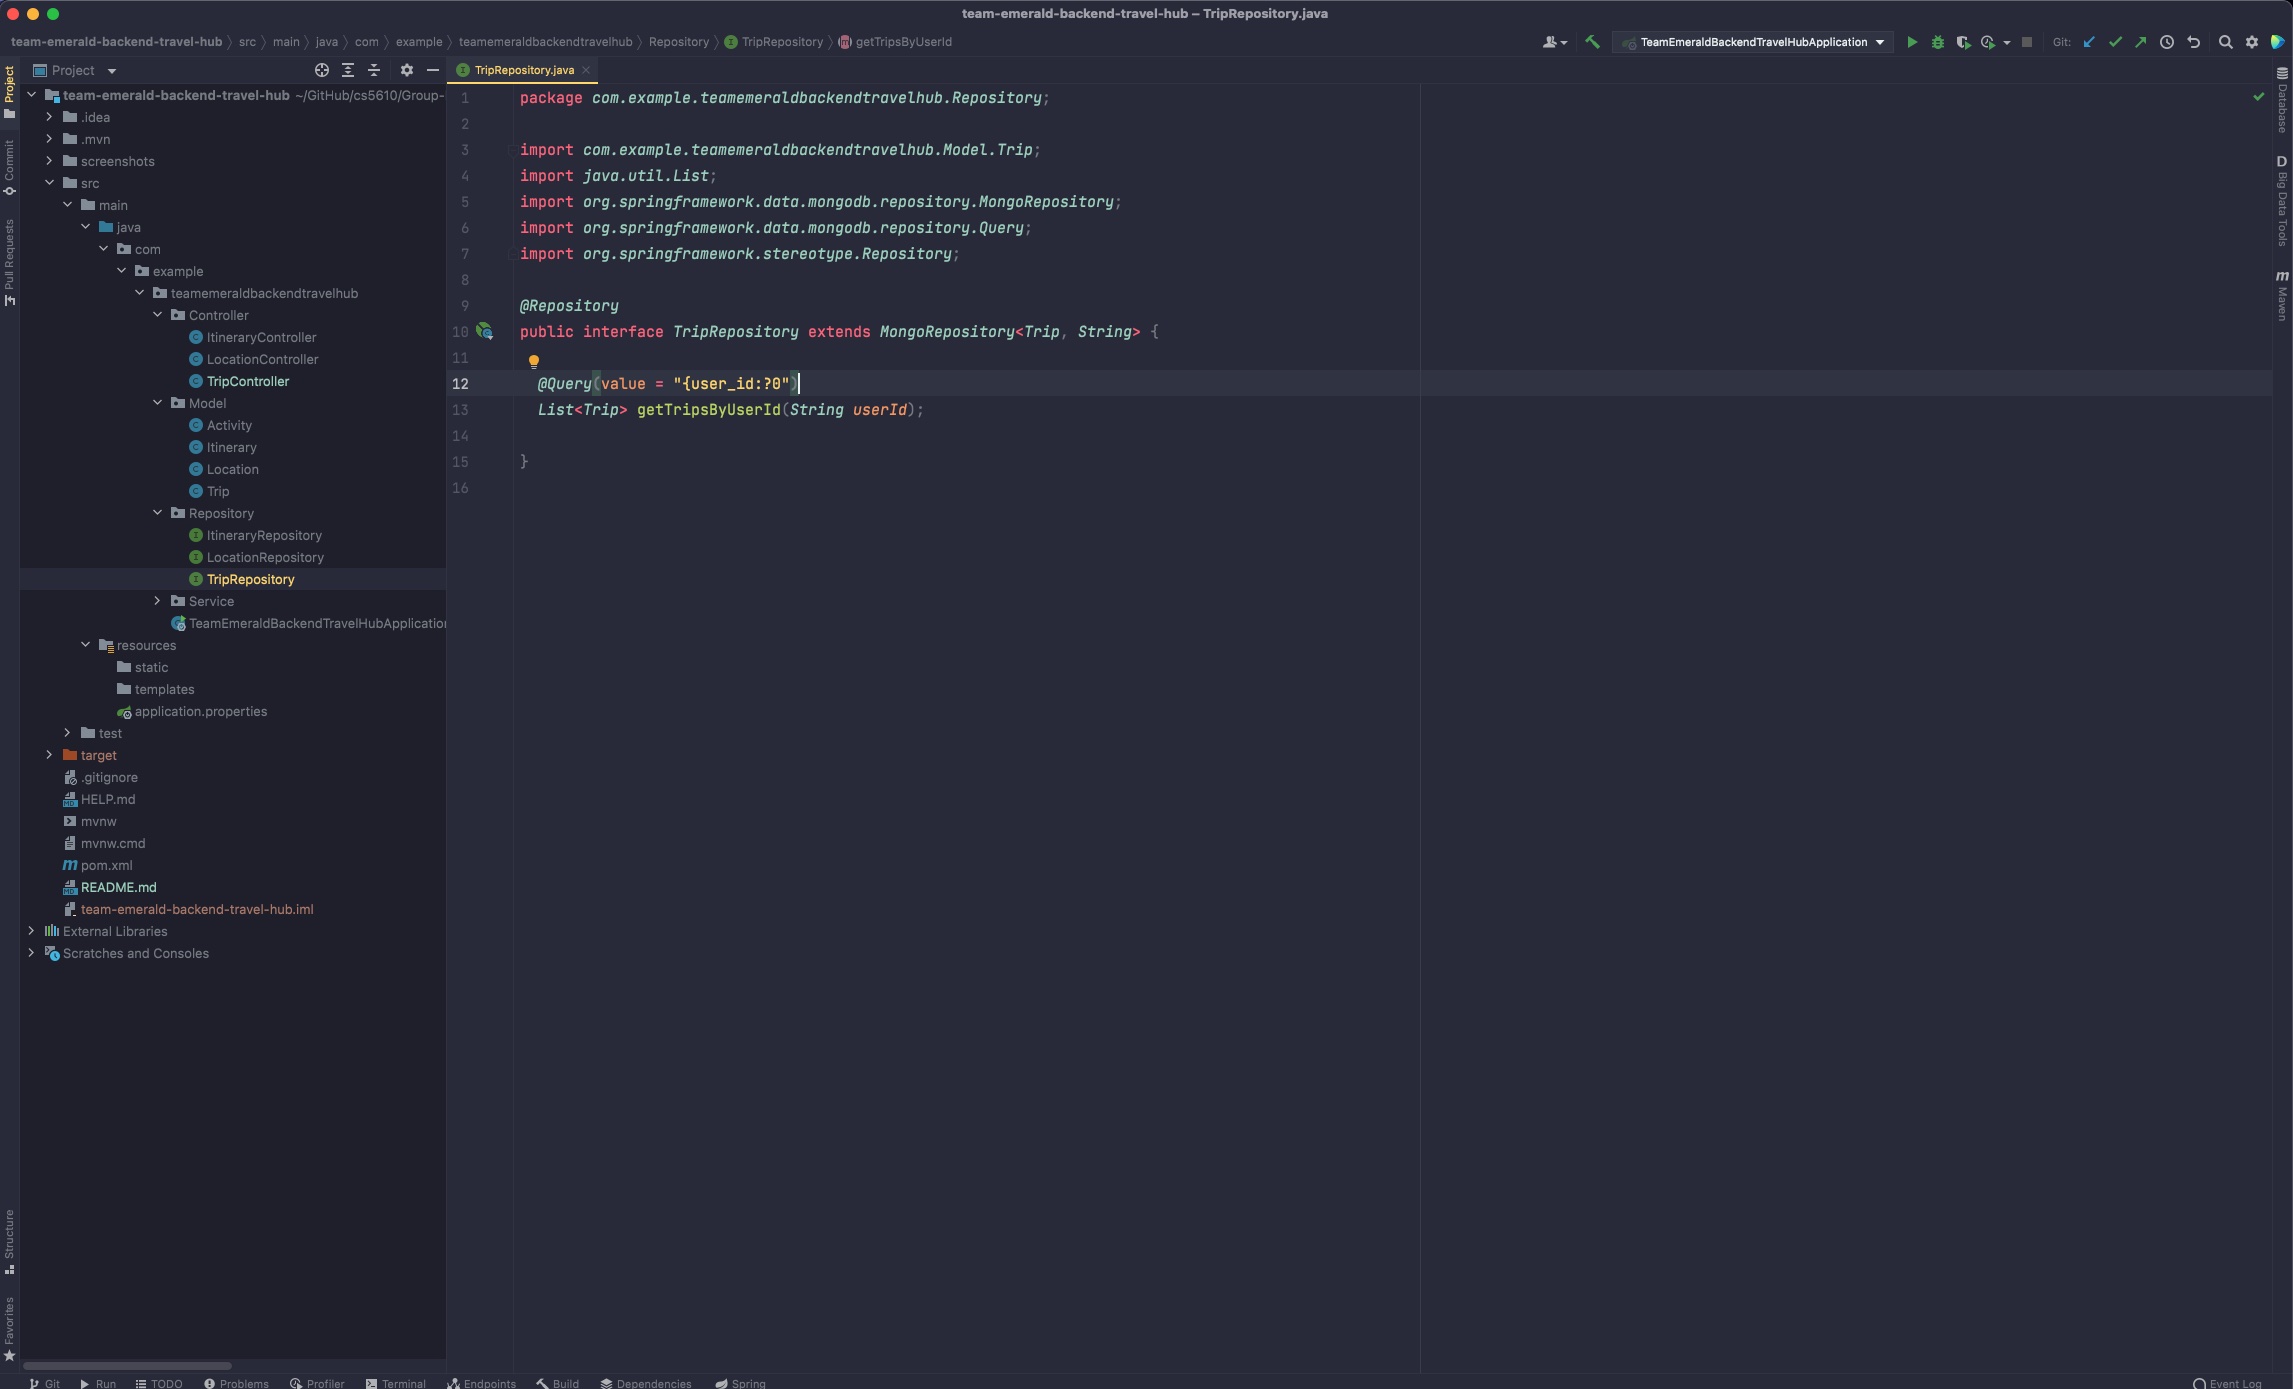 team-emerald-backend-travel-hub – TripRepository.java
team-emerald-backend-travel-hub src main java com example teamemeraldbackendtravelhub Repository TripRepository getTripsByUserId
TeamEmeraldBackendTravelHubApplication Git:
Project
TripRepository.java
team-emerald-backend-travel-hub ~/GitHub/cs5610/Group-
.idea
.mvn
screenshots
src
main
java
com
example
teamemeraldbackendtravelhub
Controller
ItineraryController
LocationController
TripController
Model
Activity
Itinerary
Location
Trip
Repository
ItineraryRepository
LocationRepository
TripRepository
Service
TeamEmeraldBackendTravelHubApplication
resources
static
templates
application.properties
test
target
.gitignore
HELP.md
mvnw
mvnw.cmd
pom.xml
README.md
team-emerald-backend-travel-hub.iml
External Libraries
Scratches and Consoles
1 package com.example.teamemeraldbackendtravelhub.Repository;
2
3 import com.example.teamemeraldbackendtravelhub.Model.Trip;
4 import java.util.List;
5 import org.springframework.data.mongodb.repository.MongoRepository;
6 import org.springframework.data.mongodb.repository.Query;
7 import org.springframework.stereotype.Repository;
8
9 @Repository
10 public interface TripRepository extends MongoRepository<Trip, String> {
11
12 @Query(value = "{user_id:?0")
13 List<Trip> getTripsByUserId(String userId);
14
15 }
16
Project
Commit
Pull Requests
Structure
Favorites
Database
D Big Data Tools
m Maven
Git Run TODO Problems Profiler Terminal Endpoints Build Dependencies Spring Event Log